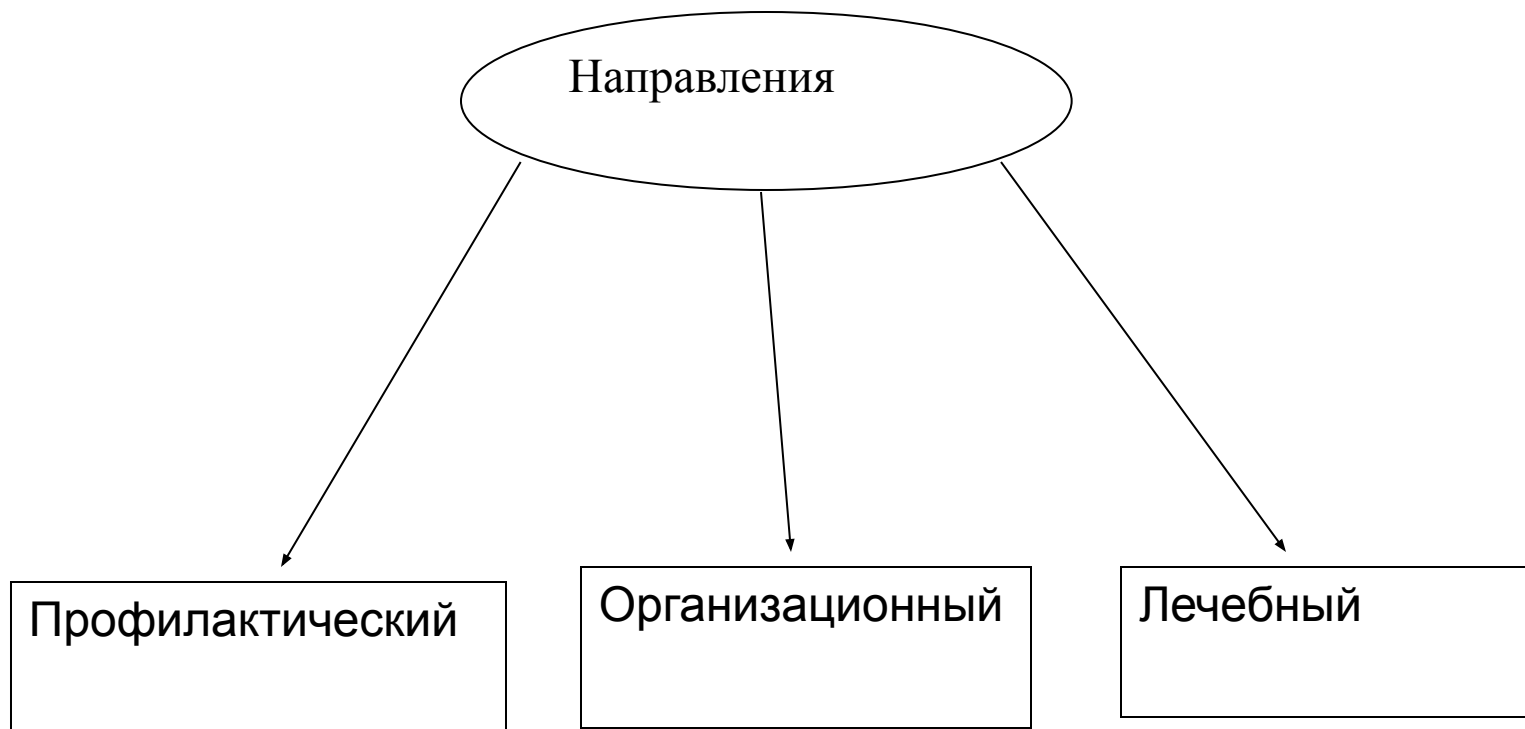 Направления
Профилактический
Организационный
Лечебный